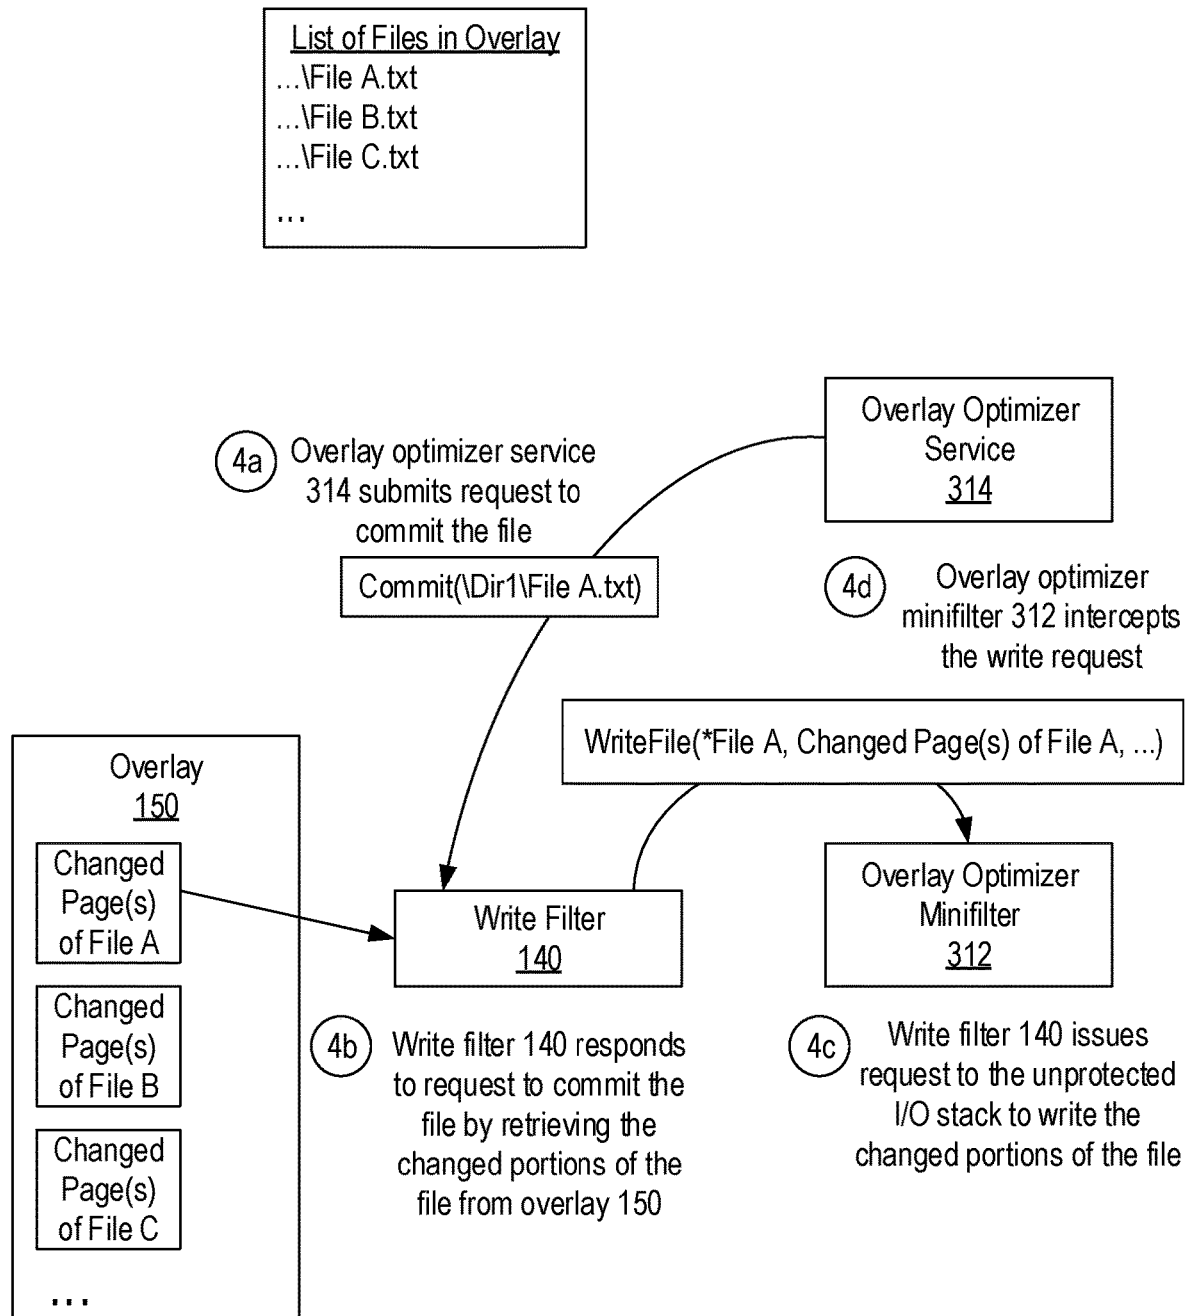 List of Files in Overlay
...\File A.txt
...\File B.txt
...\File C.txt
...
Overlay Optimizer
Service
314
4a
Overlay optimizer service
314 submits request to
commit the file
Commit(\Dir1\File A.txt)
4d
Overlay optimizer
minifilter 312 intercepts
the write request
WriteFile(*File A, Changed Page(s) of File A, ...)
Overlay
150
Changed
Page(s)
of File A
Changed
Page(s)
of File B
Changed
Page(s)
of File C
...
Write Filter
140
Overlay Optimizer
Minifilter
312
4b
Write filter 140 responds
to request to commit the
file by retrieving the
changed portions of the
file from overlay 150
4c
Write filter 140 issues
request to the unprotected
I/O stack to write the
changed portions of the file